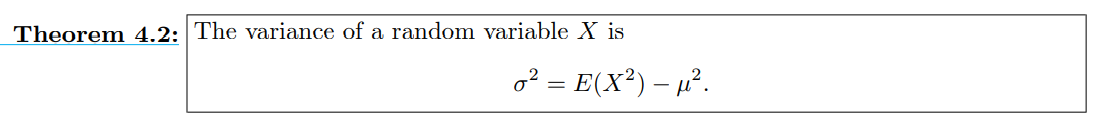 Theorem 4.2: The variance of a random variable X is
σ² = E(X²) − μ².